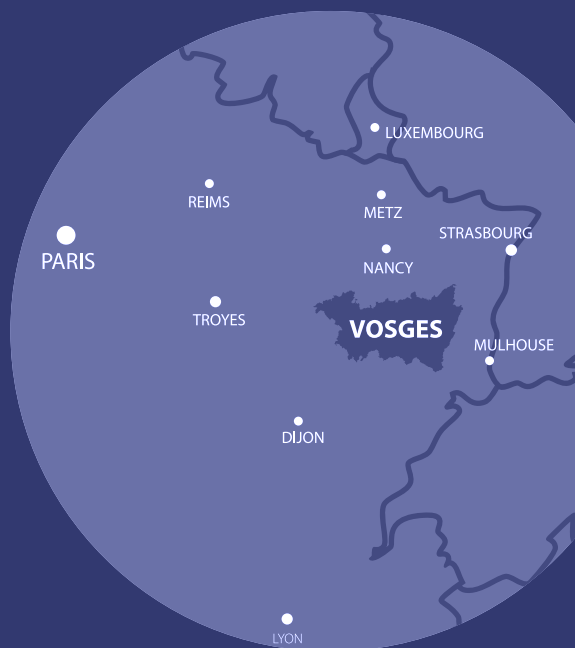 LUXEMBOURG
REIMS
METZ
STRASBOURG
PARIS
NANCY
TROYES
VOSGES
MULHOUSE
DIJON
LYON